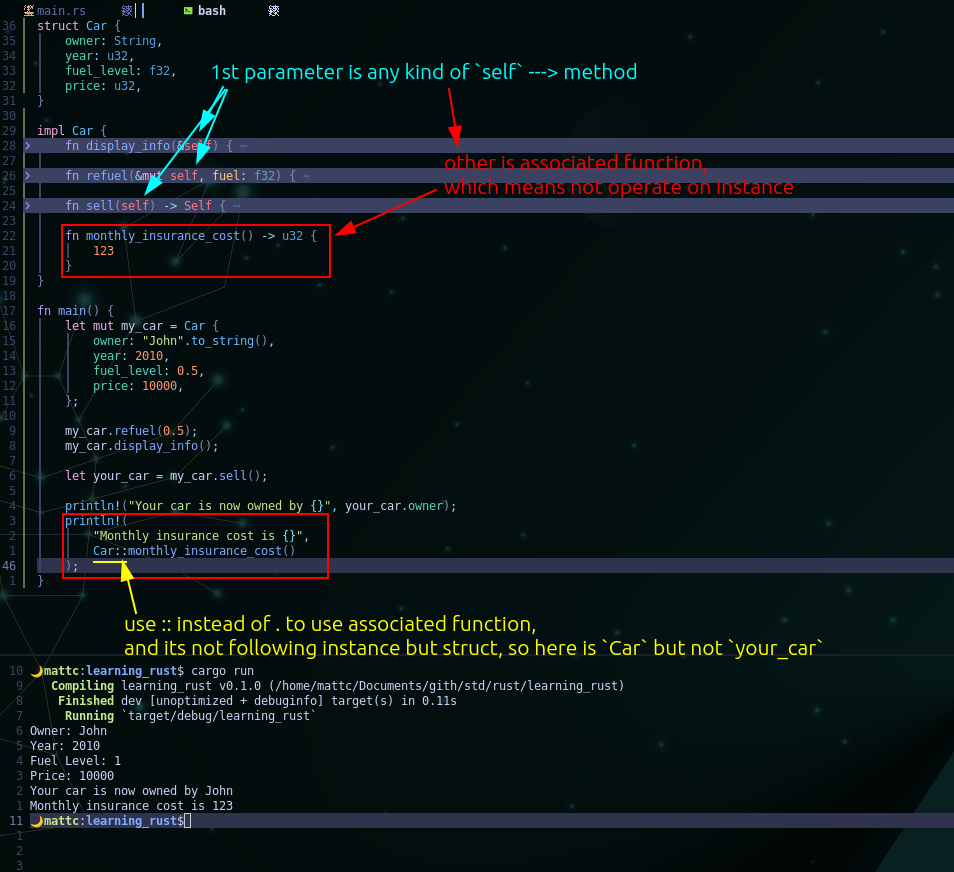 main.rs bash
36 struct Car {
35 owner: String,
34 year: u32,
33 fuel_level: f32,
32 price: u32,
31 }
1st parameter is any kind of `self` ---> method
30
29 impl Car {
28 > fn display_info(&self) { ⋯
27
26 > fn refuel(&mut self, fuel: f32) { ⋯
25
24 > fn sell(self) -> Self { ⋯
other is associated function,
which means not operate on instance
23
22 fn monthly_insurance_cost() -> u32 {
21 123
20 }
19 }
18
17 fn main() {
16 let mut my_car = Car {
15 owner: "John".to_string(),
14 year: 2010,
13 fuel_level: 0.5,
12 price: 10000,
11 };
10
9 my_car.refuel(0.5);
8 my_car.display_info();
7
6 let your_car = my_car.sell();
5
4 println!("Your car is now owned by {}", your_car.owner);
3 println!(
2 "Monthly insurance cost is {}",
1 Car::monthly_insurance_cost()
46 );
1 }
use :: instead of . to use associated function,
and its not following instance but struct, so here is `Car` but not `your_car`
10 mattc:learning_rust$ cargo run
9 Compiling learning_rust v0.1.0 (/home/mattc/Documents/gith/std/rust/learning_rust)
8 Finished dev [unoptimized + debuginfo] target(s) in 0.11s
7 Running `target/debug/learning_rust`
6 Owner: John
5 Year: 2010
4 Fuel Level: 1
3 Price: 10000
2 Your car is now owned by John
1 Monthly insurance cost is 123
11 mattc:learning_rust$
1
2
3